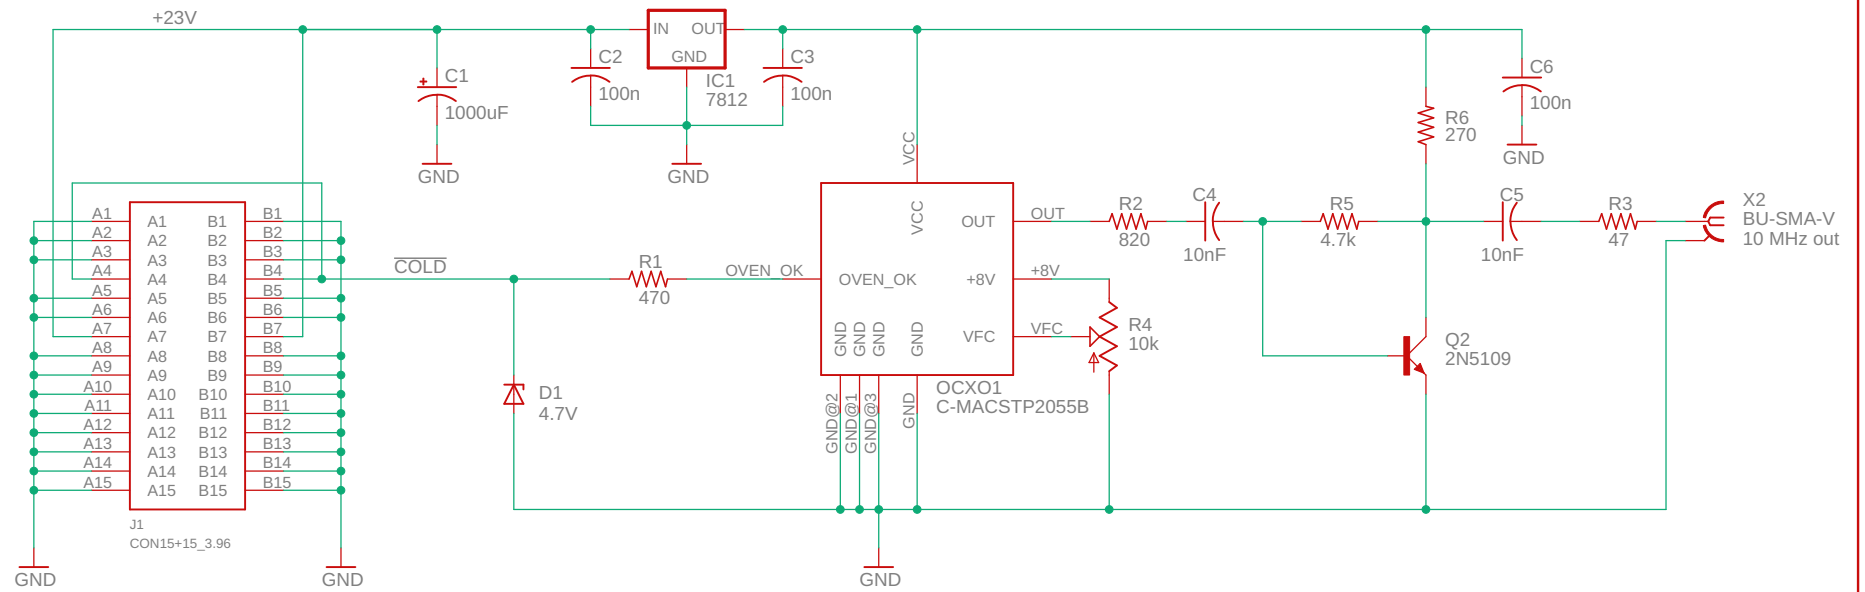 +23V
IN OUT
GND
IC1
7812
C1
1000uF
GND
C2
100n
C3
100n
GND
VCC
R6
270
C6
100n
GND
A1 A1 B1 B1
A2 A2 B2 B2
A3 A3 B3 B3
A4 A4 B4 B4
A5 A5 B5 B5
A6 A6 B6 B6
A7 A7 B7 B7
A8 A8 B8 B8
A9 A9 B9 B9
A10 A10 B10 B10
A11 A11 B11 B11
A12 A12 B12 B12
A13 A13 B13 B13
A14 A14 B14 B14
A15 A15 B15 B15
J1
CON15+15_3.96
GND
GND
COLD
R1
470
D1
4.7V
OVEN_OK
OVEN_OK
VCC
OUT
+8V
VFC
GND
GND
GND
GND
OCXO1
C-MACSTP2055B
GND@2
GND@1
GND@3
GND
GND
OUT
+8V
VFC
R4
10k
R2
820
C4
10nF
R5
4.7k
Q2
2N5109
C5
10nF
R3
47
X2
BU-SMA-V
10 MHz out